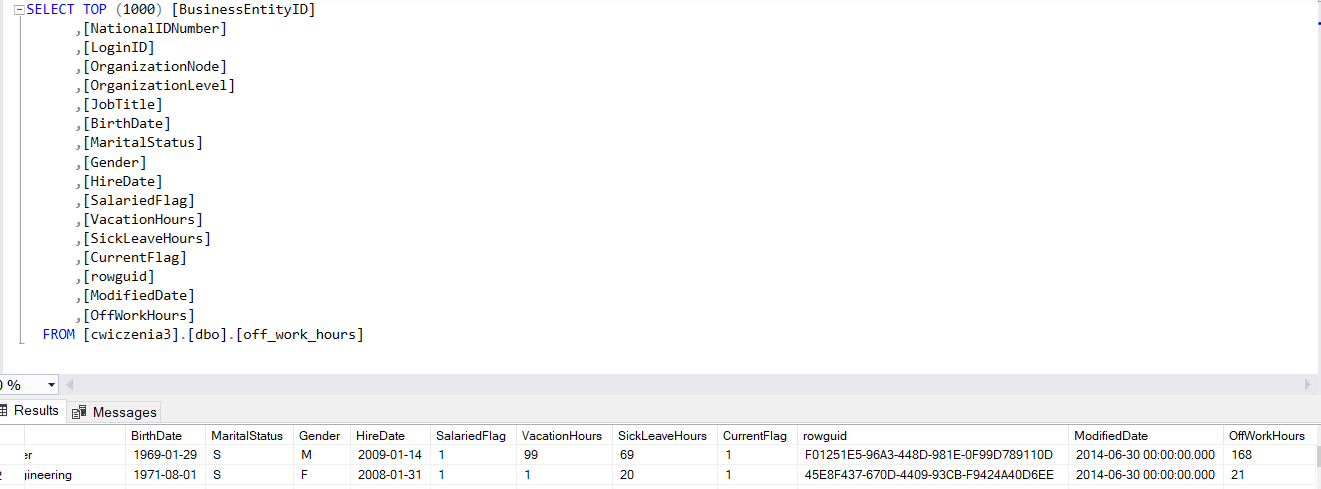 SELECT TOP (1000) [BusinessEntityID]
,[NationalIDNumber]
,[LoginID]
,[OrganizationNode]
,[OrganizationLevel]
,[JobTitle]
,[BirthDate]
,[MaritalStatus]
,[Gender]
,[HireDate]
,[SalariedFlag]
,[VacationHours]
,[SickLeaveHours]
,[CurrentFlag]
,[rowguid]
,[ModifiedDate]
,[OffWorkHours]
FROM [cwiczenia3].[dbo].[off_work_hours]
0 %
Results Messages
BirthDate MaritalStatus Gender HireDate SalariedFlag VacationHours SickLeaveHours CurrentFlag rowguid ModifiedDate OffWorkHours
er 1969-01-29 S M 2009-01-14 1 99 69 1 F01251E5-96A3-448D-981E-0F99D789110D 2014-06-30 00:00:00.000 168
2 gineering 1971-08-01 S F 2008-01-31 1 1 20 1 45E8F437-670D-4409-93CB-F9424A40D6EE 2014-06-30 00:00:00.000 21